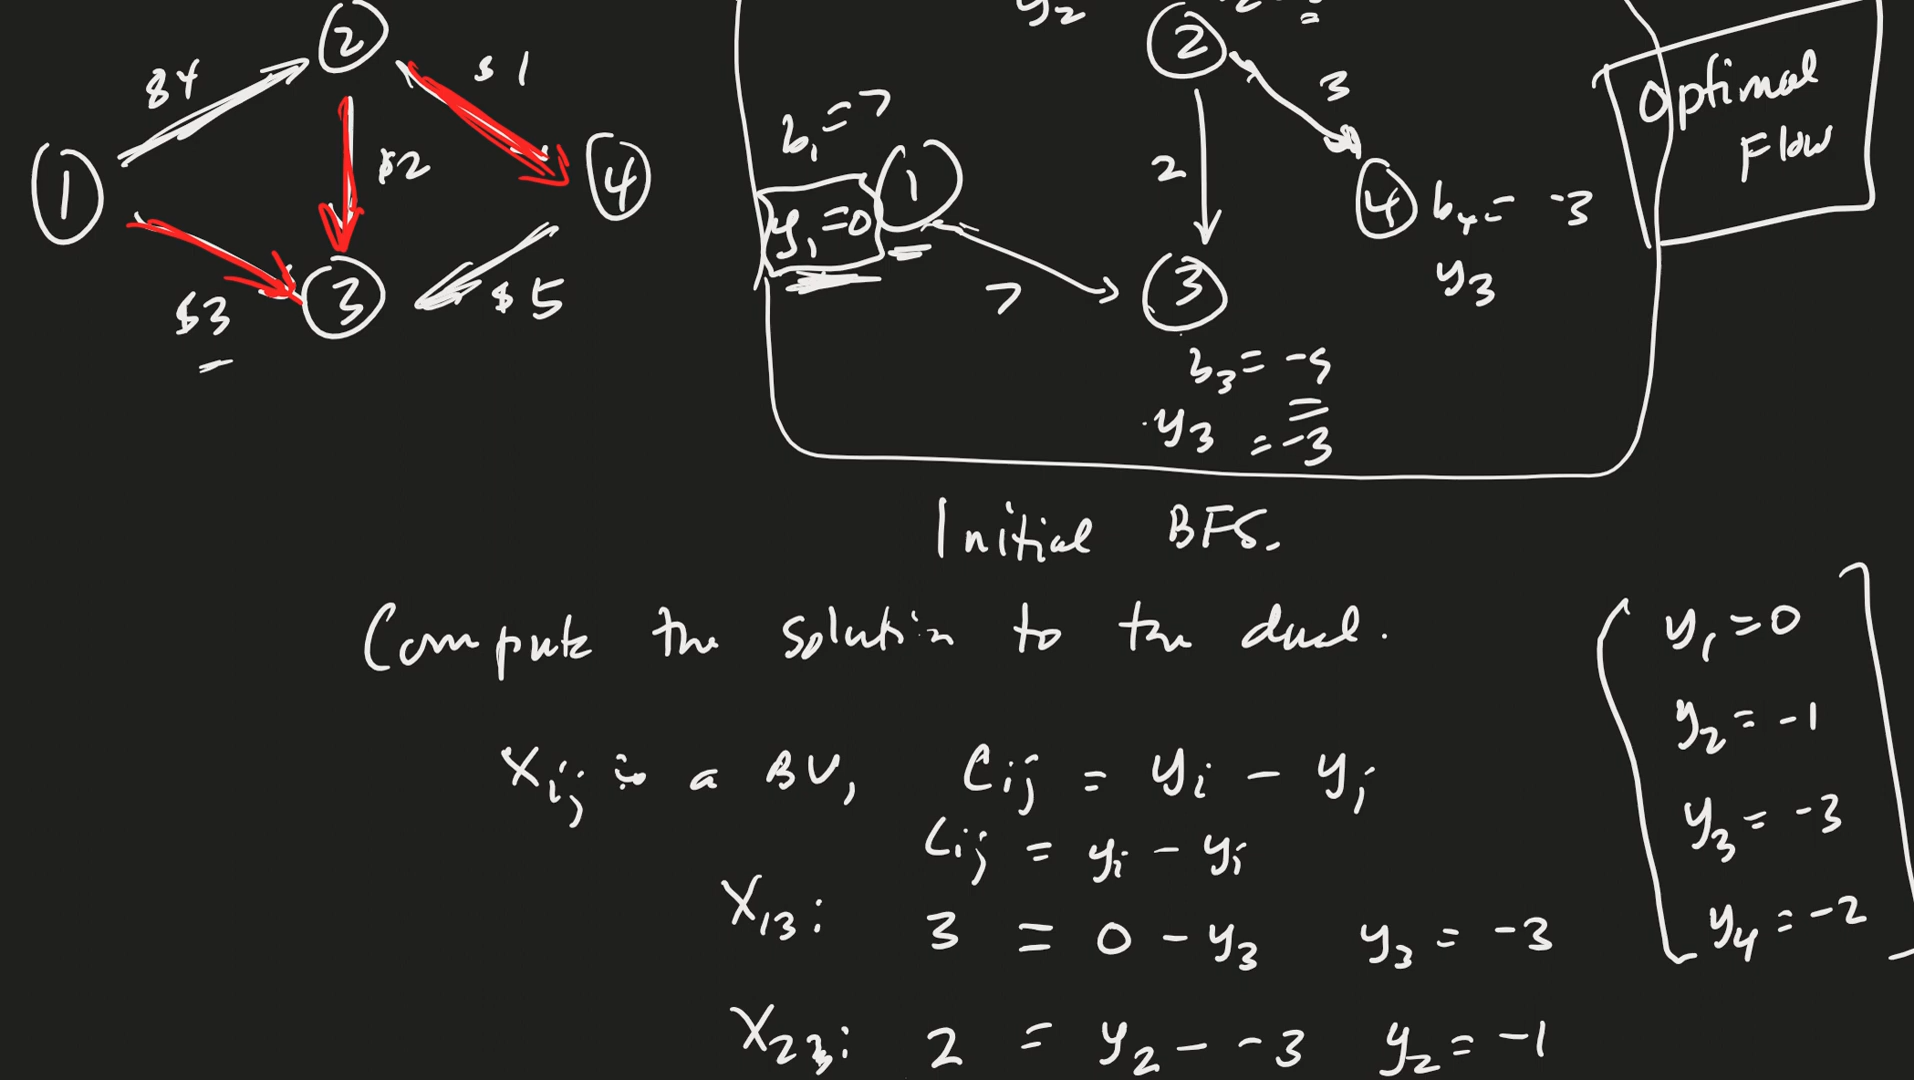 2
$4
$1
1
$2
4
3
$3
$5
y2
2
3
b1 = 7
1
y1 = 0
2
4
b4 = -3
y3
7
3
b3 = -9
y3 = -3
Optimal
Flow
Initial BFS.
Compute the solution to the dual.
Xij is a BV, Cij = yi - yj
Cij = yi - yj
X13: 3 = 0 - y3 y3 = -3
X23: 2 = y2 - -3 y2 = -1
y1 = 0
y2 = -1
y3 = -3
y4 = -2